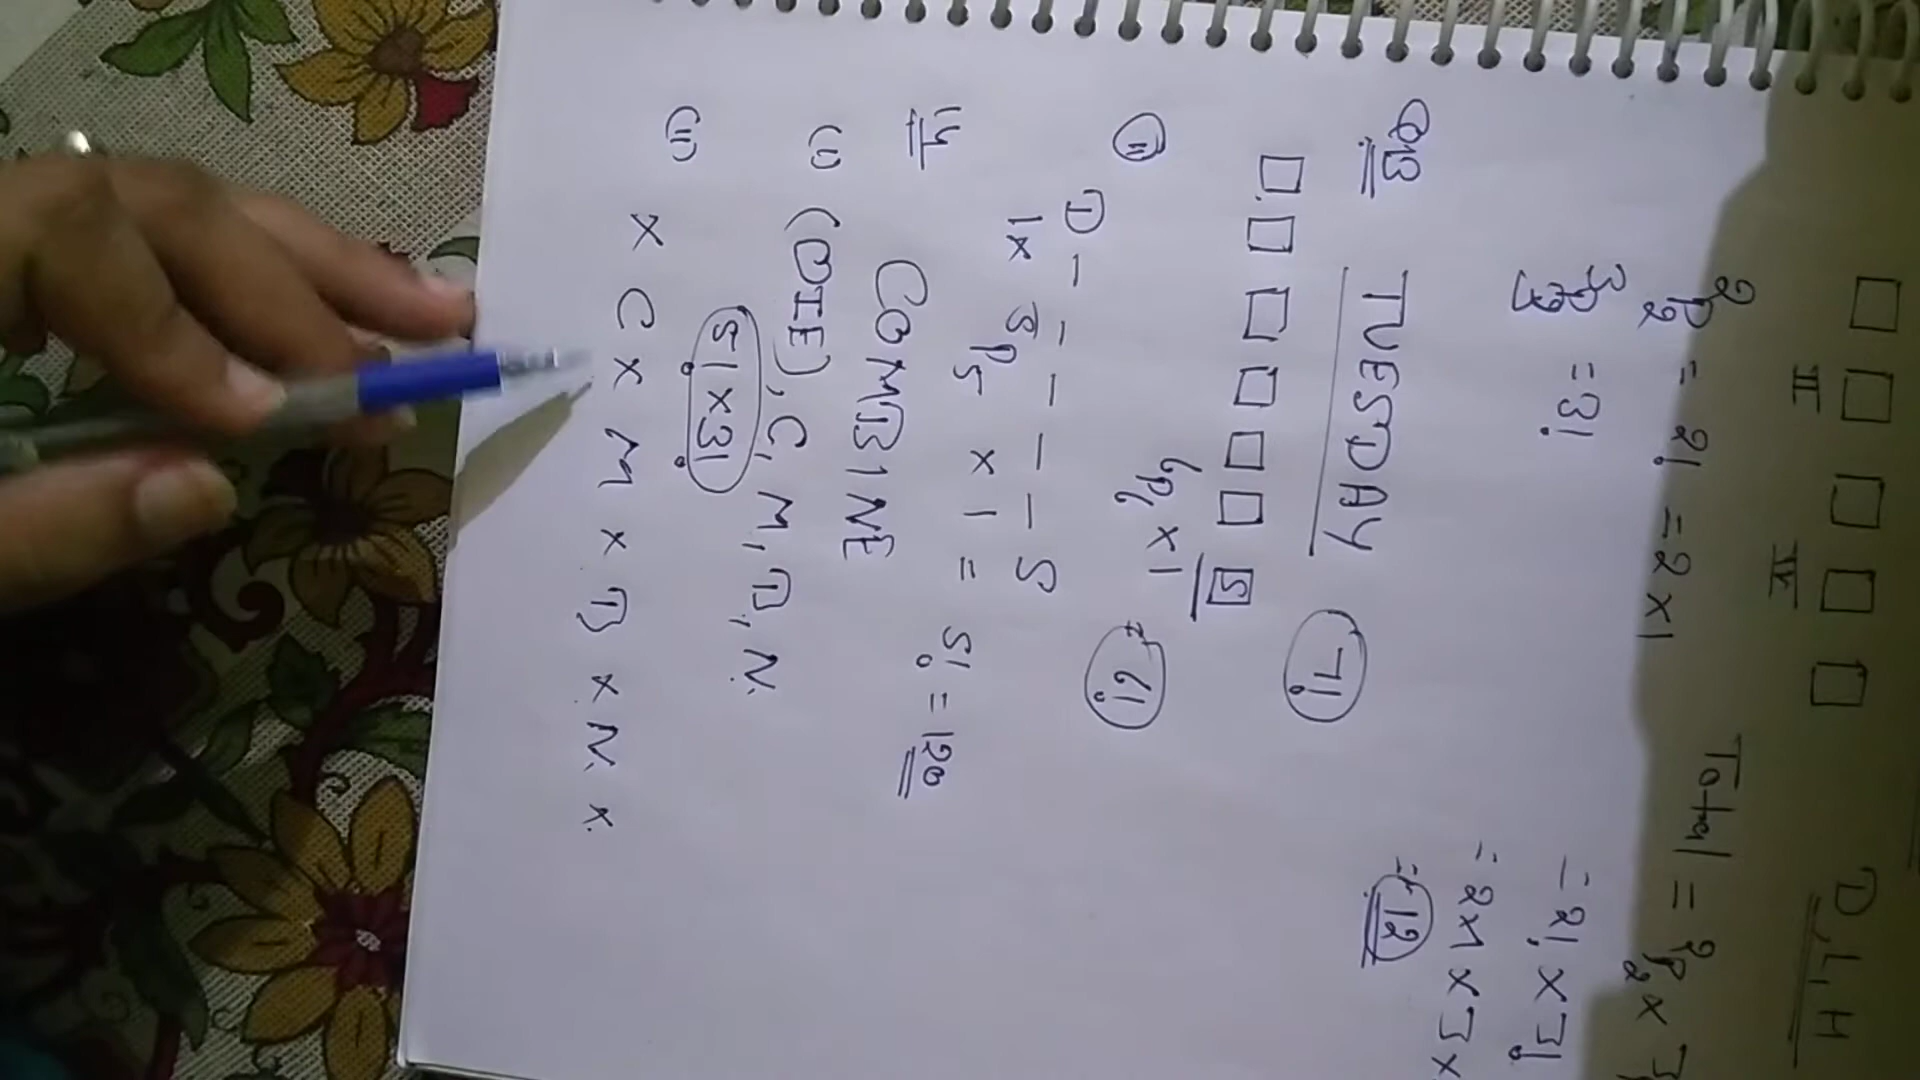 D, L, H
II IV
Total = ²P₂ × 3
²P₂ = 2! = 2×1
³P₃ = 3!
= 2! × 3!
= 2×1 × 3×
= 12
Q13 TUESDAY 7!
S
⁶P₆ × 1 = 6!
(ii) D - - - - - S
1× ⁵P₅ × 1 = 5! = 120
14 COMBINE
(i) (OIE), C, M, B, N.
5! × 3!
(ii) × C × M × B × N. ×.